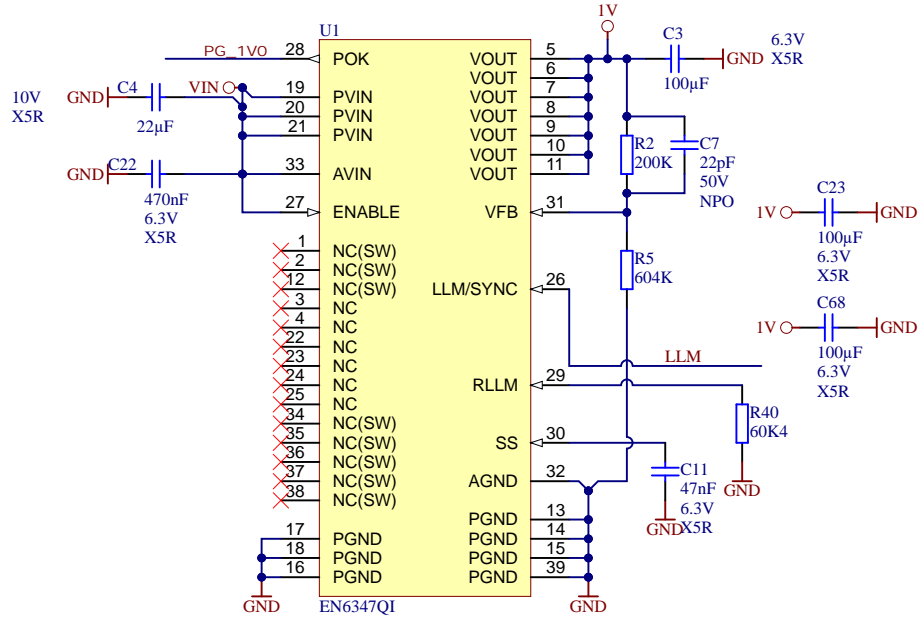 1V
U1
C3
6.3V
X5R
GND
100µF
PG_1V0
28
POK
VOUT
5
VOUT
6
C4
VIN
10V
X5R
GND
22µF
19
PVIN
VOUT
7
20
PVIN
VOUT
8
21
PVIN
VOUT
9
VOUT
10
R2
200K
C7
22pF
50V
NPO
C22
GND
470nF
6.3V
X5R
33
AVIN
VOUT
11
27
ENABLE
VFB
31
C23
1V
GND
100µF
6.3V
X5R
1
NC(SW)
2
NC(SW)
R5
604K
12
NC(SW)
LLM/SYNC
26
3
NC
C68
1V
GND
100µF
6.3V
X5R
4
NC
22
NC
23
NC
LLM
24
NC
RLLM
29
25
NC
R40
60K4
GND
34
NC(SW)
35
NC(SW)
SS
30
36
NC(SW)
37
NC(SW)
AGND
32
C11
47nF
6.3V
X5R
GND
38
NC(SW)
PGND
13
17
PGND
PGND
14
18
PGND
PGND
15
16
PGND
PGND
39
GND
GND
EN6347QI